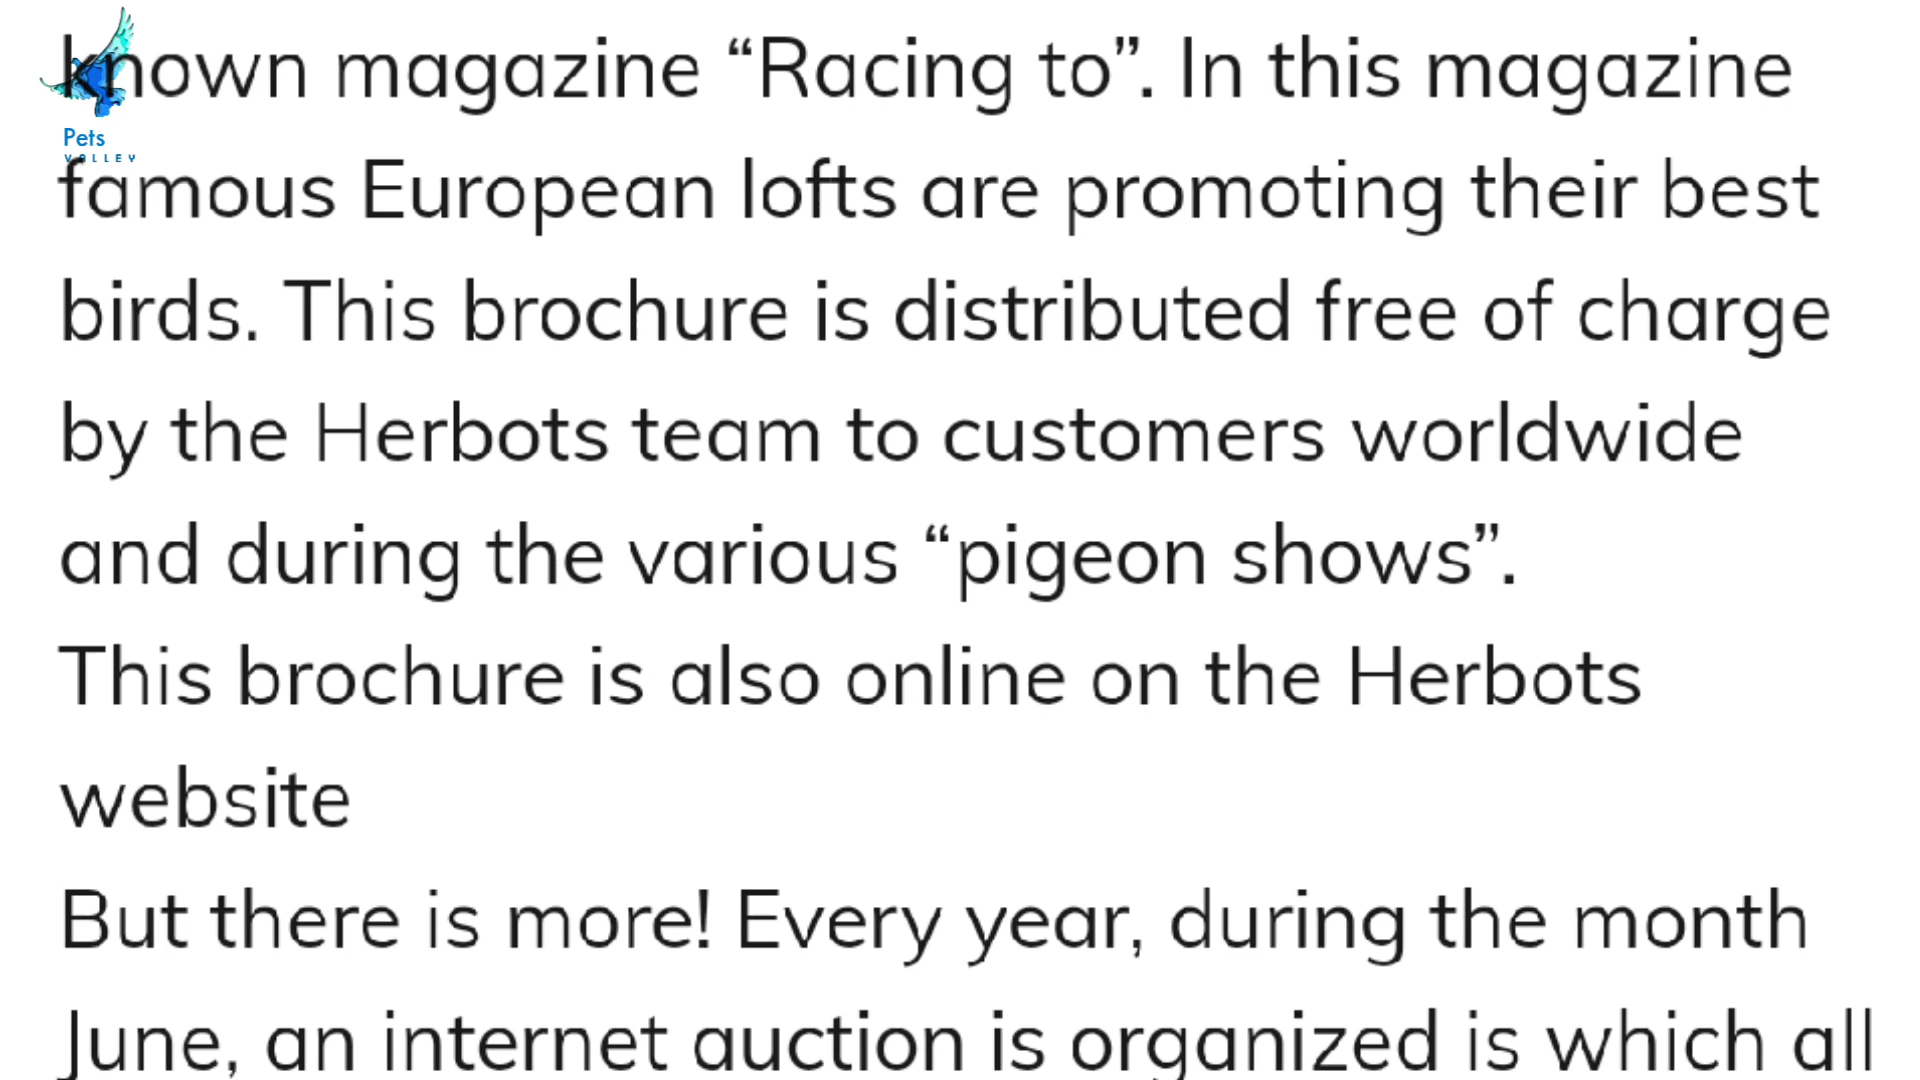 known magazine “Racing to”. In this magazine
Pets
VALLEY
famous European lofts are promoting their best
birds. This brochure is distributed free of charge
by the Herbots team to customers worldwide
and during the various “pigeon shows”.
This brochure is also online on the Herbots
website
But there is more! Every year, during the month
June, an internet auction is organized is which all